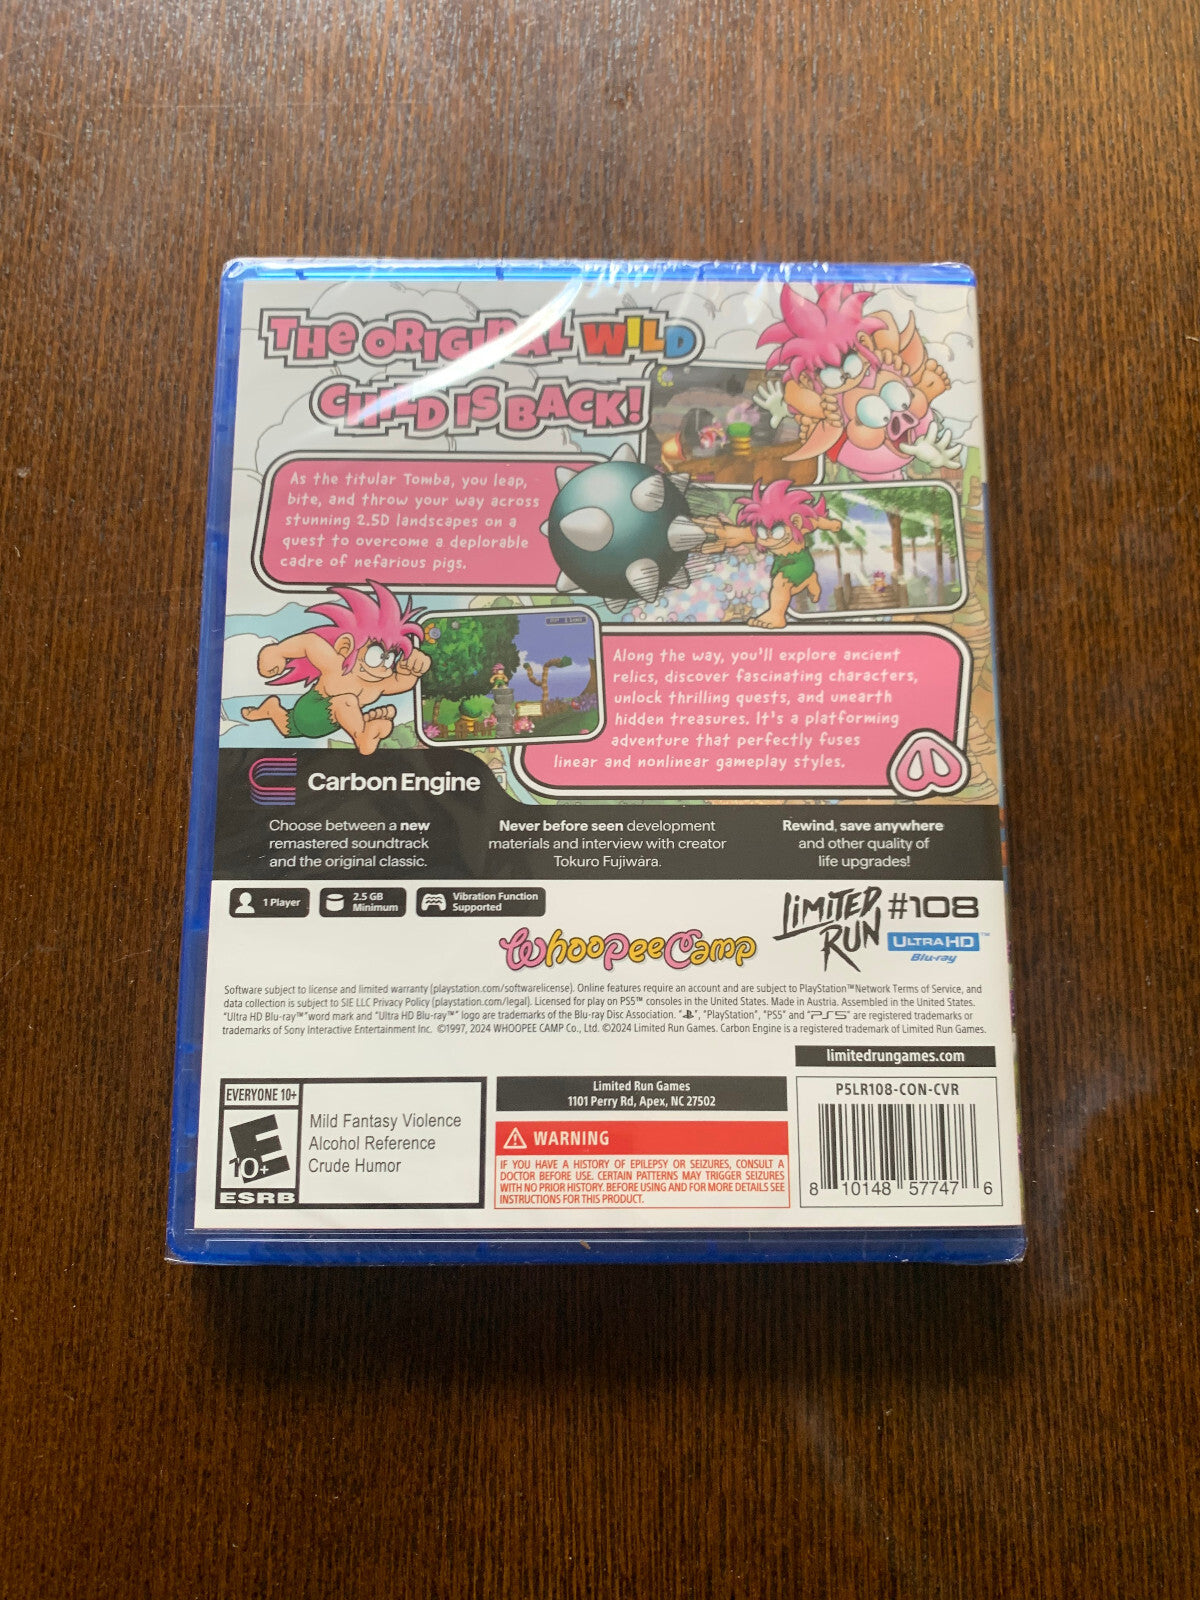 THE ORIGINAL WILD
CHILD IS BACK!
As the titular Tomba, you leap,
bite, and throw your way across
stunning 2.5D landscapes on a
quest to overcome a deplorable
cadre of nefarious pigs.
Along the way, you'll explore ancient
relics, discover fascinating characters,
unlock thrilling quests, and unearth
hidden treasures. It's a platforming
adventure that perfectly fuses
linear and nonlinear gameplay styles.
Carbon Engine
Choose between a new
remastered soundtrack
and the original classic.
Never before seen development
materials and interview with creator
Tokuro Fujiwara.
Rewind, save anywhere
and other quality of
life upgrades!
1 Player
2.5 GB
Minimum
Vibration Function
Supported
LIMITED
RUN
#108
ULTRA HD
Blu-ray™
WhoopeeCamp
Software subject to license and limited warranty (playstation.com/softwarelicense). Online features require an account and are subject to PlayStation™Network Terms of Service, and
data collection is subject to SIE LLC Privacy Policy (playstation.com/legal). Licensed for play on PS5™ consoles in the United States. Made in Austria. Assembled in the United States.
"Ultra HD Blu-ray™"word mark and "Ultra HD Blu-ray™" logo are trademarks of the Blu-ray Disc Association. "PS", "PlayStation", "PS5" and "PS5" are registered trademarks or
trademarks of Sony Interactive Entertainment Inc. ©1997, 2024 WHOOPEE CAMP Co., Ltd. ©2024 Limited Run Games. Carbon Engine is a registered trademark of Limited Run Games.
limitedrungames.com
EVERYONE 10+
E
10+
ESRB
Mild Fantasy Violence
Alcohol Reference
Crude Humor
Limited Run Games
1101 Perry Rd, Apex, NC 27502
WARNING
IF YOU HAVE A HISTORY OF EPILEPSY OR SEIZURES, CONSULT A
DOCTOR BEFORE USE. CERTAIN PATTERNS MAY TRIGGER SEIZURES
WITH NO PRIOR HISTORY. BEFORE USING AND FOR MORE DETAILS SEE
INSTRUCTIONS FOR THIS PRODUCT.
P5LR108-CON-CVR
8 10148 57747 6